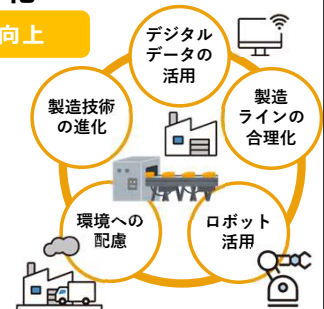 化
向上
デジタル
データの
活用
製造技術
の進化
製造
ラインの
合理化
環境への
配慮
ロボット
活用